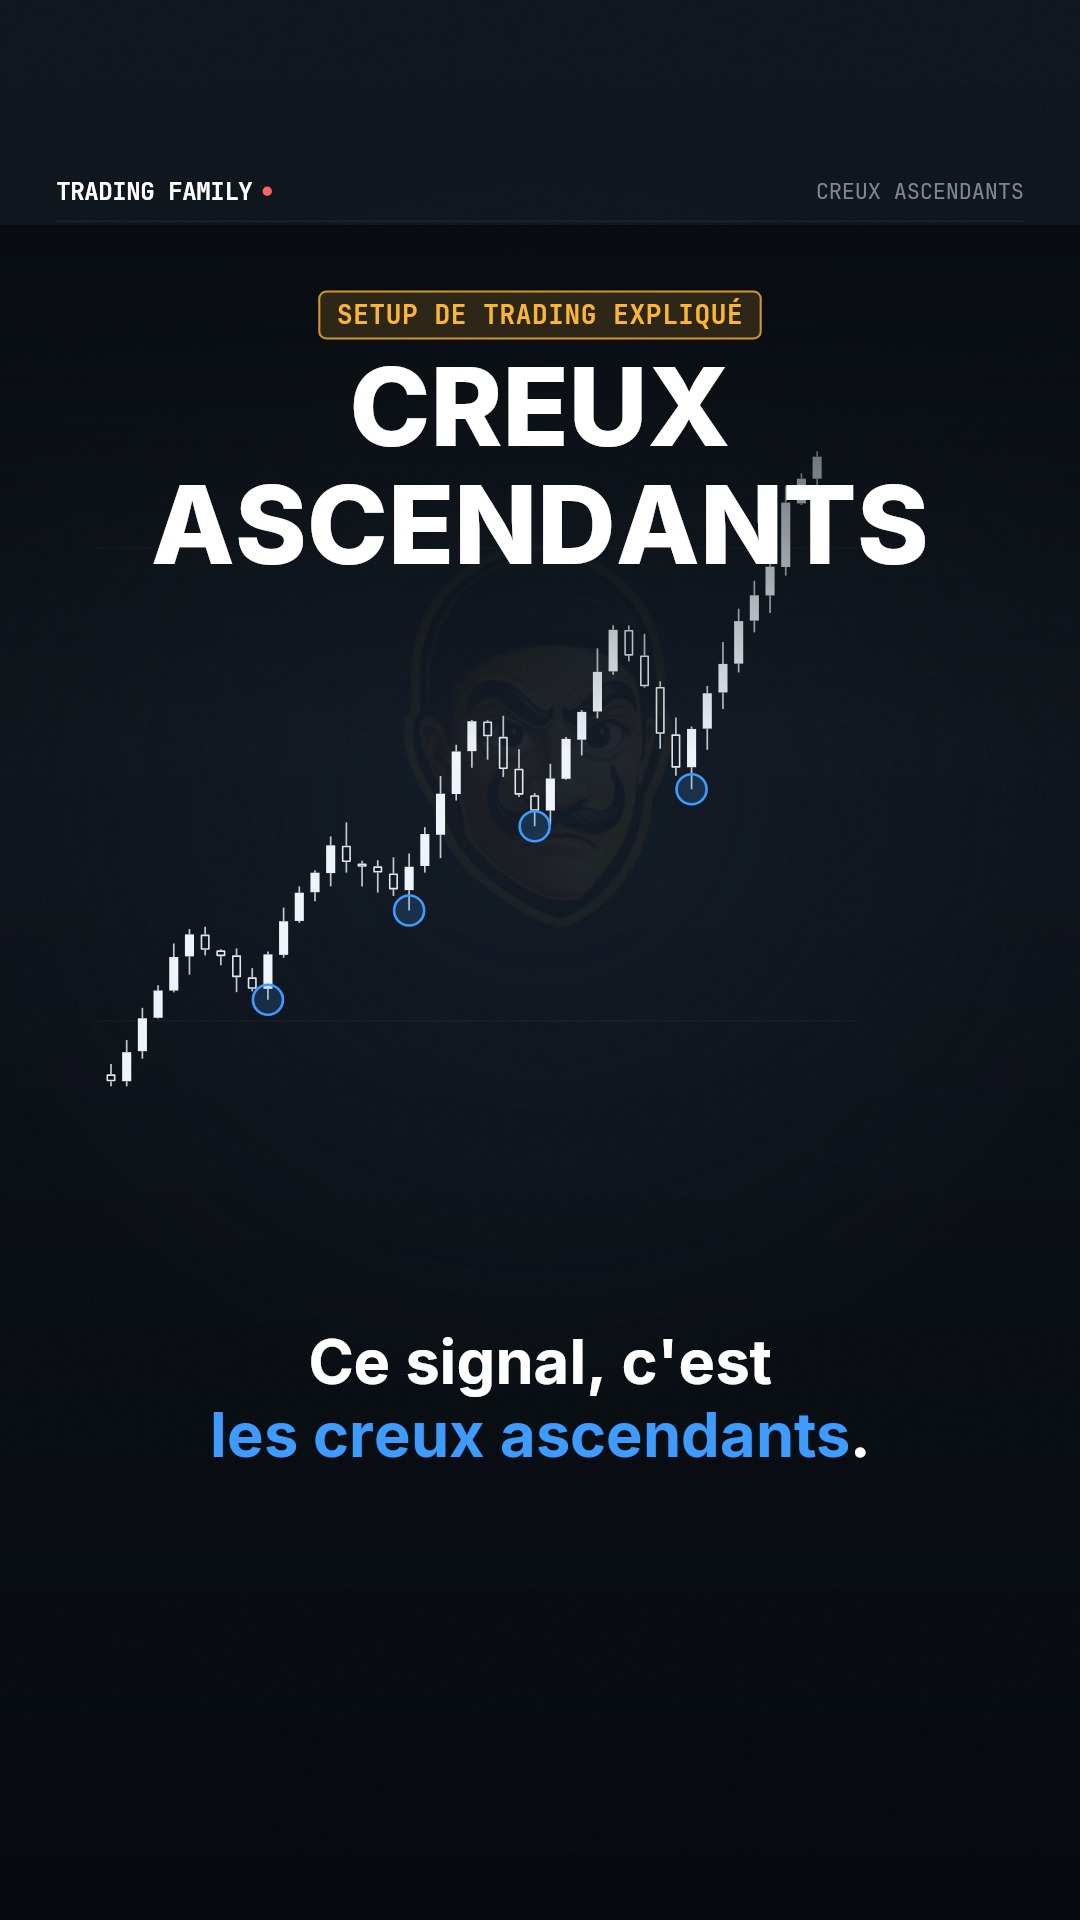 TRADING FAMILY
CREUX ASCENDANTS
SETUP DE TRADING EXPLIQUÉ
CREUX
ASCENDANTS
Ce signal, c'est
les creux ascendants.